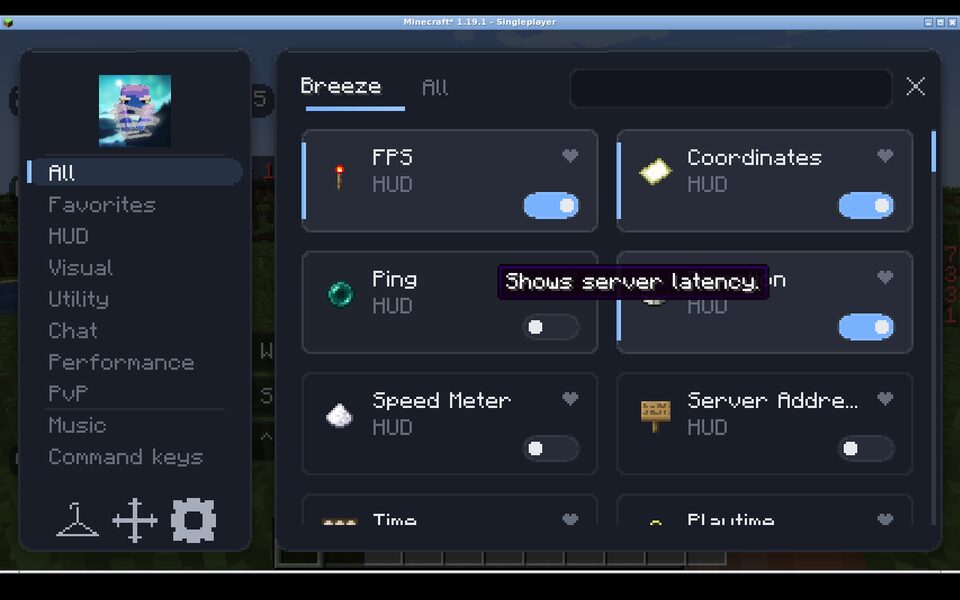 Minecraft* 1.19.1 - Singleplayer
Breeze
All
All
Favorites
HUD
Visual
Utility
Chat
Performance
PvP
Music
Command keys
FPS
HUD
Coordinates
HUD
Ping
HUD
Shows server latency.
HUD
Speed Meter
HUD
Server Addre...
HUD
Time
Playtime